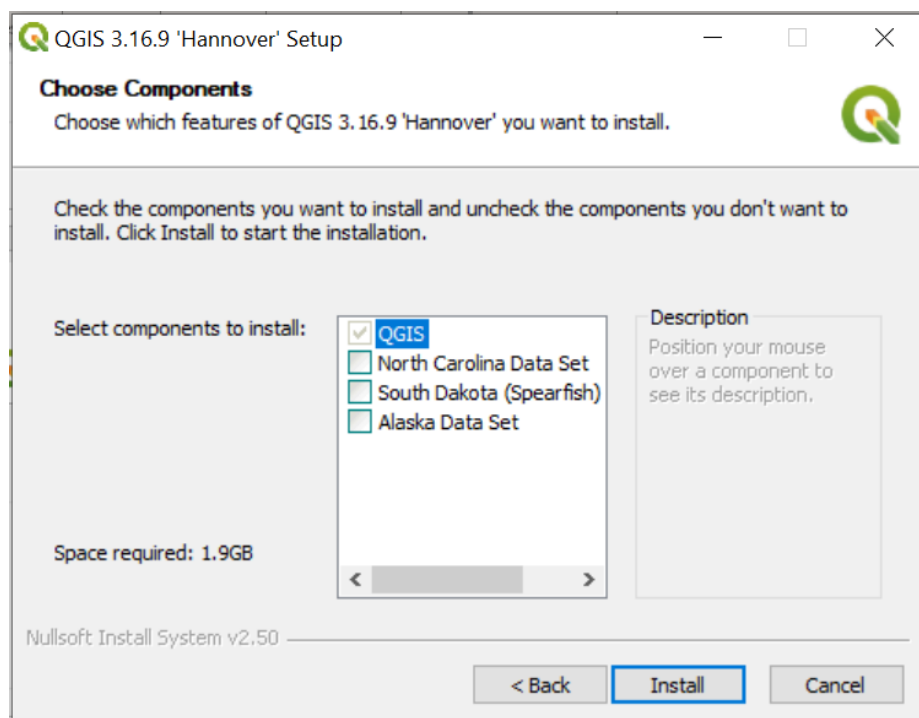 QGIS 3.16.9 'Hannover' Setup
Choose Components
Choose which features of QGIS 3.16.9 'Hannover' you want to install.
Check the components you want to install and uncheck the components you don't want to
install. Click Install to start the installation.
Select components to install:
QGIS
North Carolina Data Set
South Dakota (Spearfish)
Alaska Data Set
Description
Position your mouse
over a component to
see its description.
Space required: 1.9GB
Nullsoft Install System v2.50
< Back
Install
Cancel